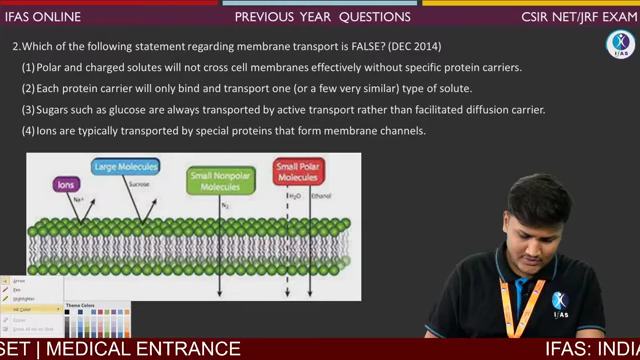 IFAS ONLINE
PREVIOUS YEAR QUESTIONS
CSIR NET/JRF EXAM
IFAS
2.Which of the following statement regarding membrane transport is FALSE? (DEC 2014)
(1) Polar and charged solutes will not cross cell membranes effectively without specific protein carriers.
(2) Each protein carrier will only bind and transport one (or a few very similar) type of solute.
(3) Sugars such as glucose are always transported by active transport rather than facilitated diffusion carrier.
(4) Ions are typically transported by special proteins that form membrane channels.
Ions
Large Molecules
Small Nonpolar Molecules
Small Polar Molecules
Na⁺
Sucrose
N₂
H₂O
Ethanol
Arrow
Pen
Highlighter
Ink Color
Theme Colors
Eraser
IFAS
SET | MEDICAL ENTRANCE
IFAS: INDIA